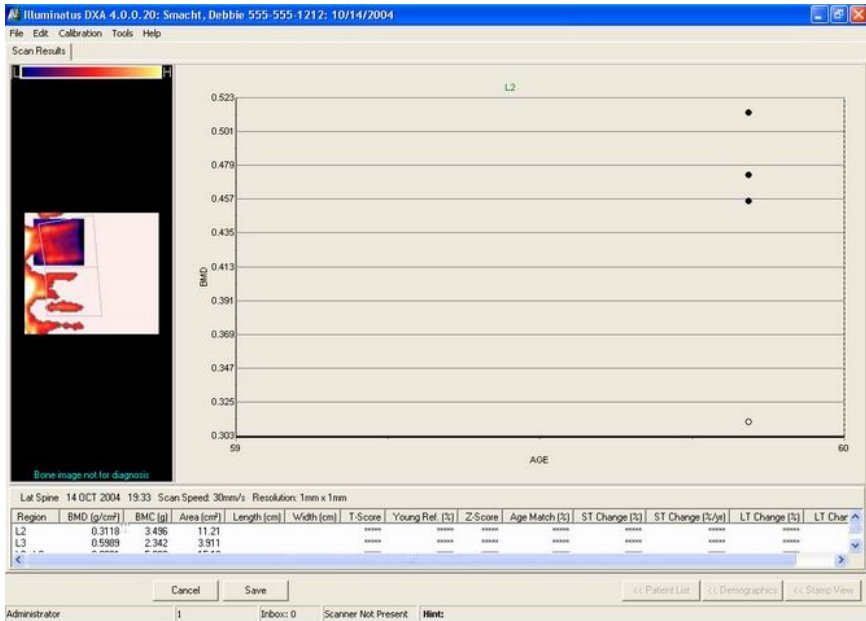 Illuminatus DXA 4.0.0.20: Smacht, Debbie 555-555-1212: 10/14/2004
File Edit Calibration Tools Help
Scan Results
L H
L2
0.523
0.501
0.479
0.457
0.435
0.413
0.391
0.369
0.347
0.325
0.303
BMD
59 60
AGE
Bone image not for diagnosis
Lat Spine 14 OCT 2004 19:33 Scan Speed: 30mm/s Resolution: 1mm x 1mm
Region BMD (g/cm²) BMC (g) Area (cm²) Length (cm) Width (cm) T-Score Young Ref. (%) Z-Score Age Match (%) ST Change (%) ST Change (%/yr) LT Change (%) LT Char
L2 0.3118 3.496 11.21 ***** ***** ***** ***** ***** ***** *****
L3 0.5989 2.342 3.911 ***** ***** ***** ***** ***** ***** *****
Cancel Save << Patient List << Demographics << Stamp View
Administrator 1 Inbox: 0 Scanner Not Present Hint: